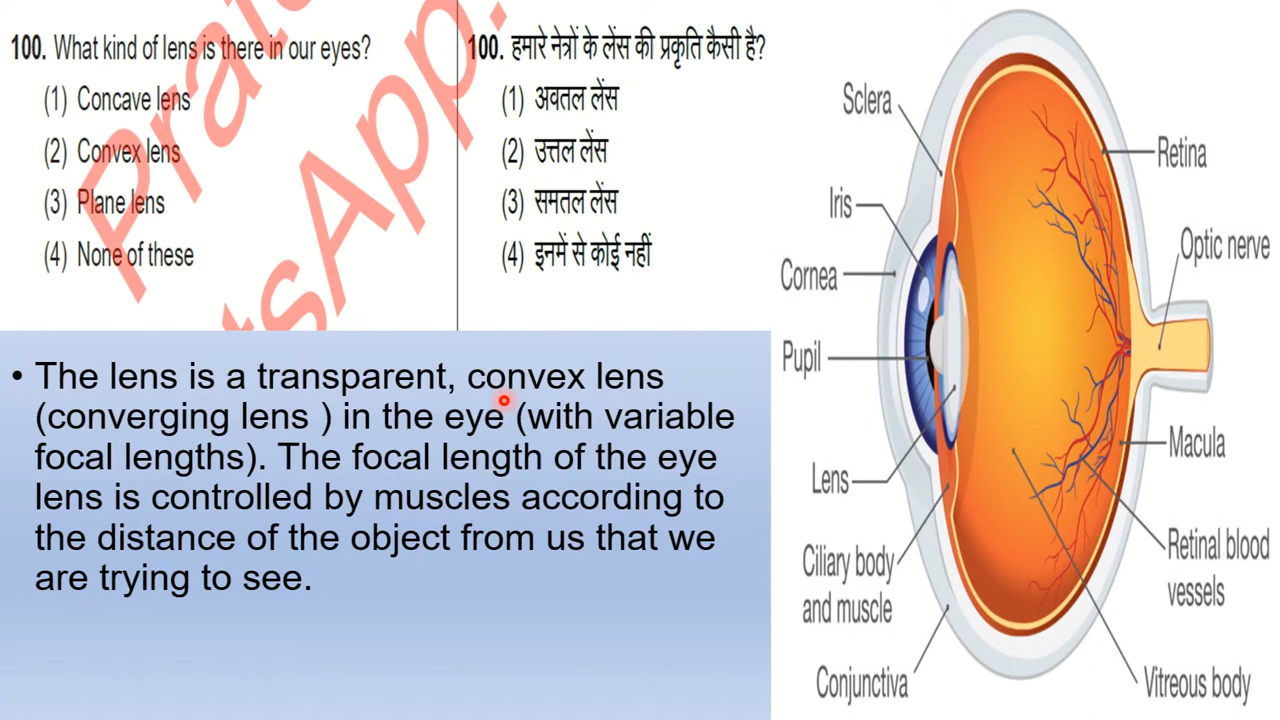 100. What kind of lens is there in our eyes?
(1) Concave lens
(2) Convex lens
(3) Plane lens
(4) None of these
100. हमारे नेत्रों के लेंस की प्रकृति कैसी है?
(1) अवतल लेंस
(2) उत्तल लेंस
(3) समतल लेंस
(4) इनमें से कोई नहीं
• The lens is a transparent, convex lens
(converging lens ) in the eye (with variable
focal lengths). The focal length of the eye
lens is controlled by muscles according to
the distance of the object from us that we
are trying to see.
Sclera
Iris
Cornea
Pupil
Lens
Ciliary body
and muscle
Conjunctiva
Retina
Optic nerve
Macula
Retinal blood
vessels
Vitreous body